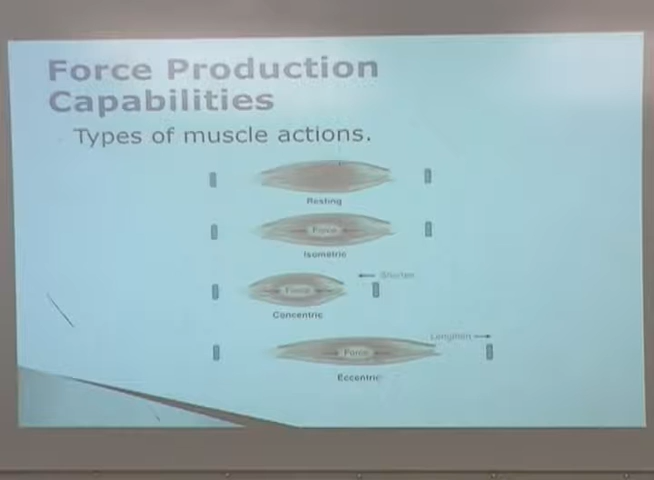 Force Production
Capabilities
Types of muscle actions.
Resting
Force
Isometric
Shorten
Force
Concentric
Lengthen
Force
Eccentric